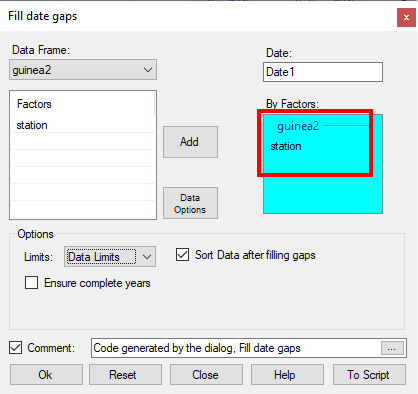 Fill date gaps
x
Data Frame:
guinea2
Date:
Date1
Factors
station
Add
Data
Options
By Factors:
guinea2
station
Options
Limits:
Data Limits
Sort Data after filling gaps
Ensure complete years
Comment:
Code generated by the dialog, Fill date gaps
...
Ok
Reset
Close
Help
To Script